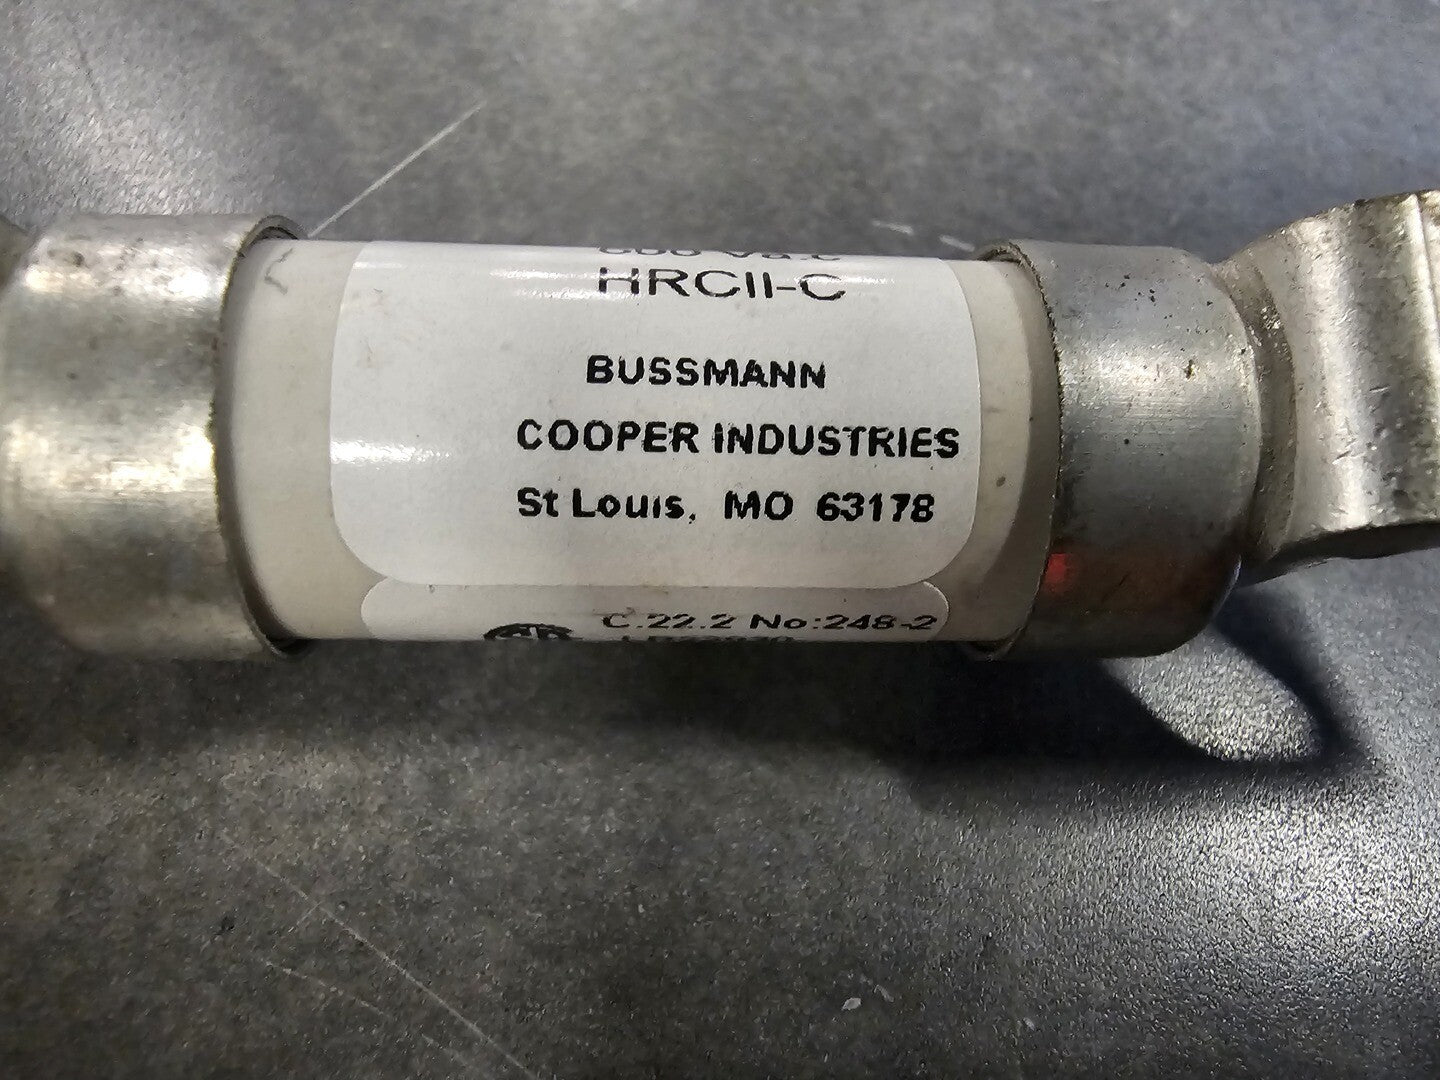 HRCII-C
BUSSMANN
COOPER INDUSTRIES
St Louis, MO 63178
C.22.2 No:248-2